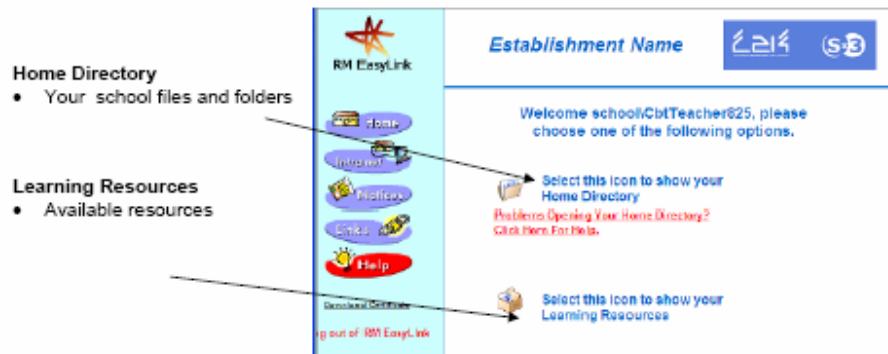 Home Directory
• Your school files and folders
Learning Resources
• Available resources
RM EasyLink
Home
Intranet
Notices
Links
Help
Download Certificate
g out of RM EasyLink
Establishment Name
Welcome school\CbtTeacher825, please
choose one of the following options.
Select this icon to show your
Home Directory
Problems Opening Your Home Directory?
Click Here For Help.
Select this icon to show your
Learning Resources